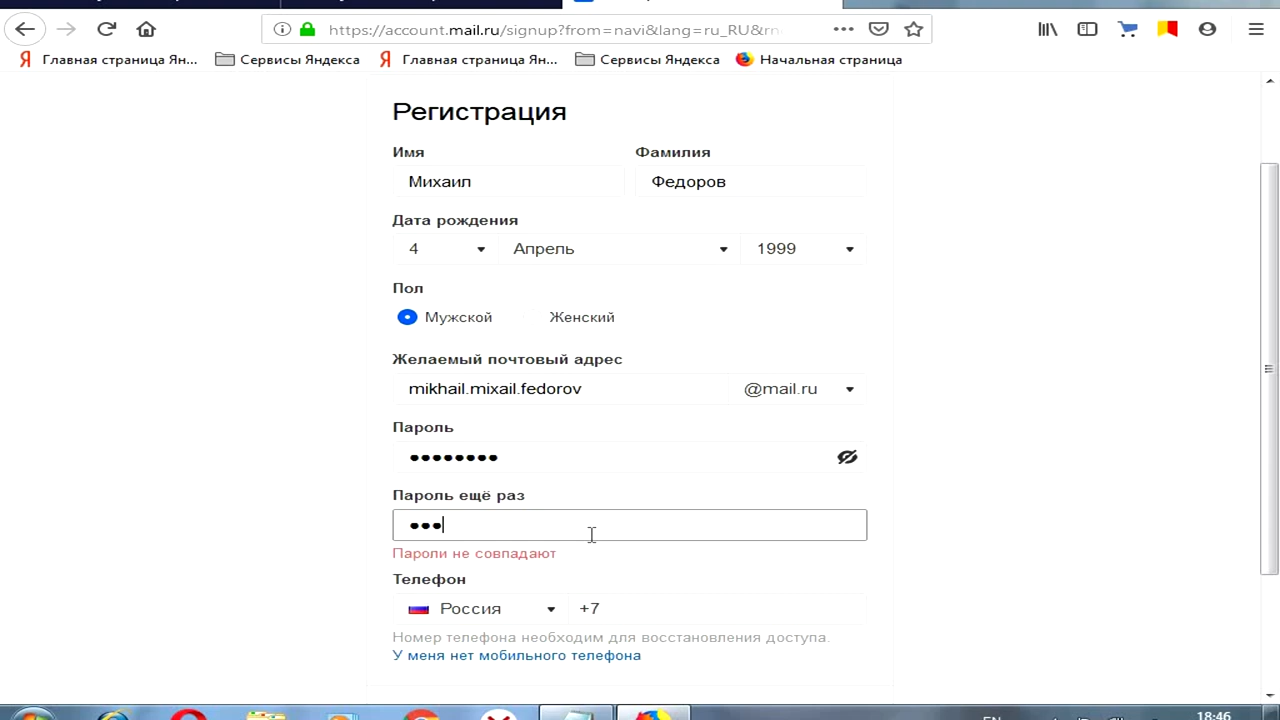 https://account.mail.ru/signup?from=navi&lang=ru_RU&rn
Главная страница Ян... Сервисы Яндекса Главная страница Ян... Сервисы Яндекса Начальная страница
Регистрация
Имя Фамилия
Михаил Федоров
Дата рождения
4 Апрель 1999
Пол
Мужской Женский
Желаемый почтовый адрес
mikhail.mixail.fedorov @mail.ru
Пароль
Пароль ещё раз
Пароли не совпадают
Телефон
Россия +7
Номер телефона необходим для восстановления доступа.
У меня нет мобильного телефона
EN 18:46